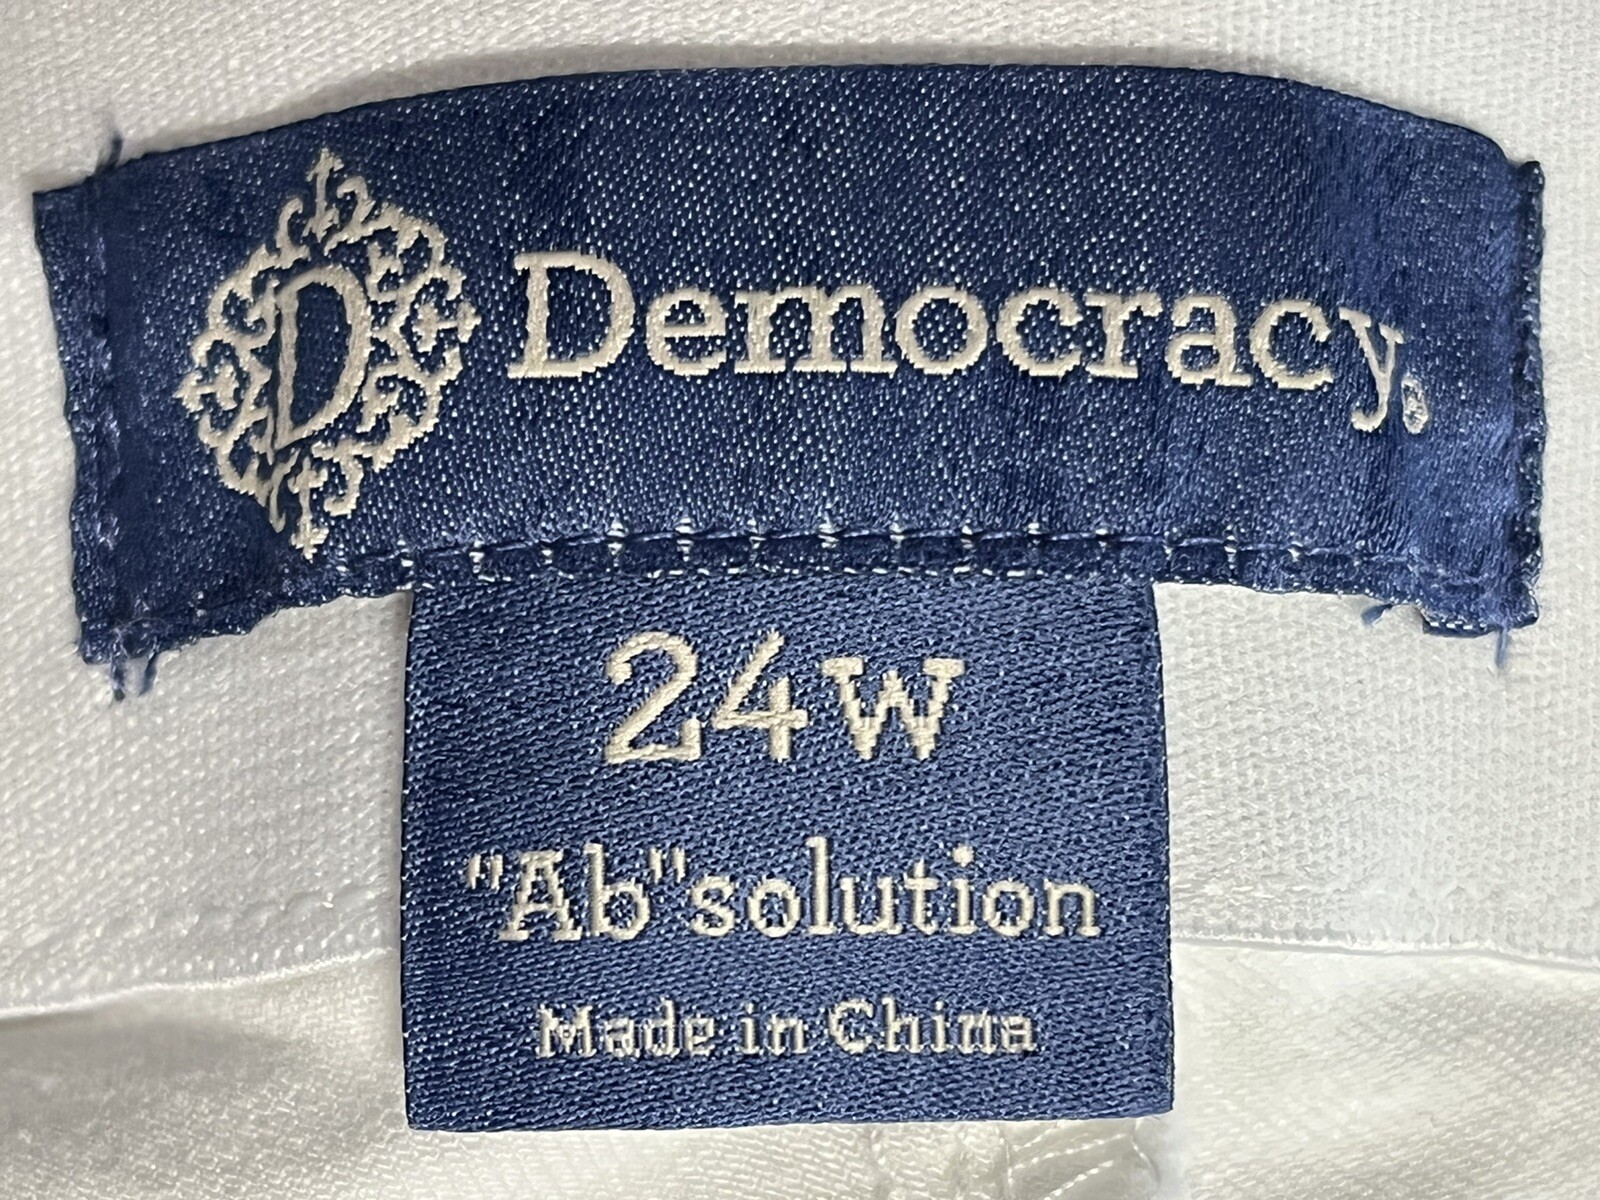 D Democracy®
24W
"Ab"solution
Made in China